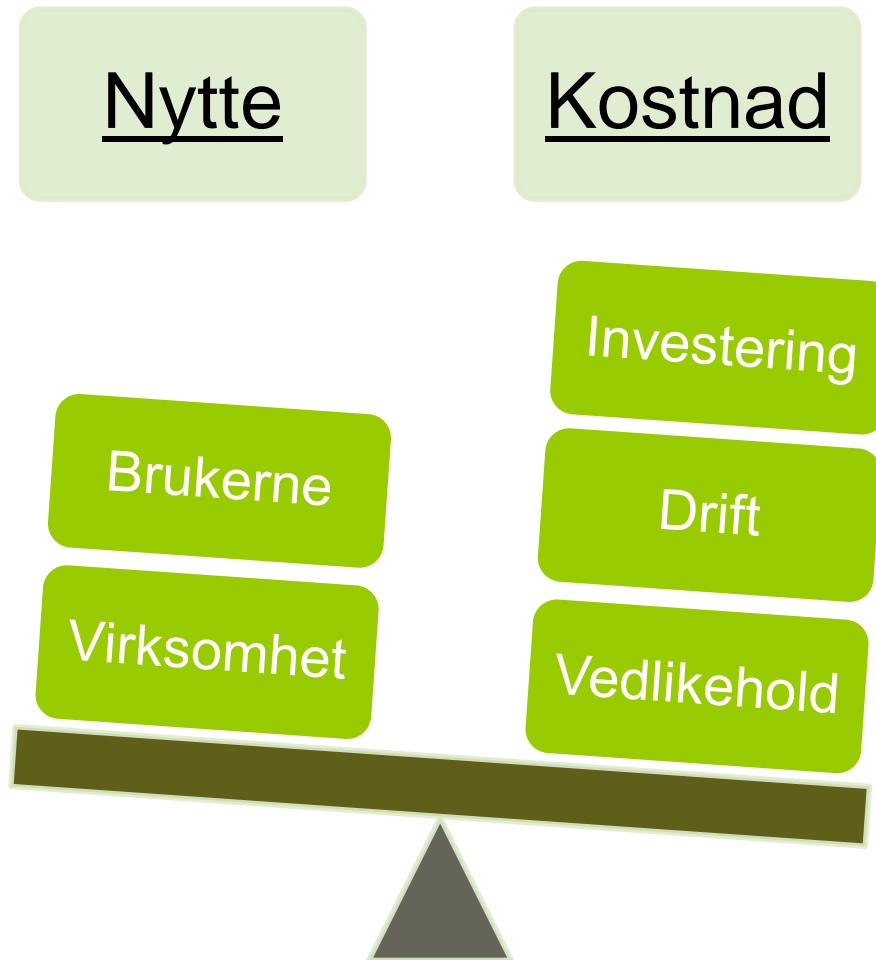 Nytte
Kostnad
Brukerne
Virksomhet
Investering
Drift
Vedlikehold